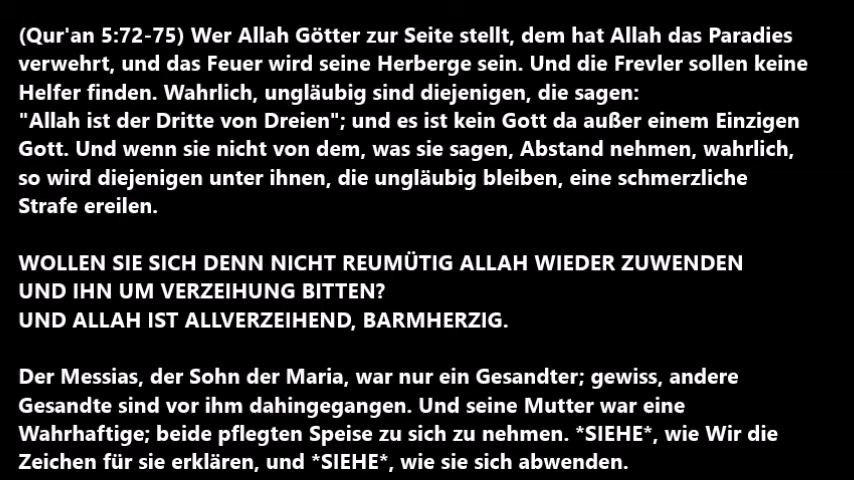 (Qur'an 5:72-75) Wer Allah Götter zur Seite stellt, dem hat Allah das Paradies
verwehrt, und das Feuer wird seine Herberge sein. Und die Frevler sollen keine
Helfer finden. Wahrlich, ungläubig sind diejenigen, die sagen:
"Allah ist der Dritte von Dreien"; und es ist kein Gott da außer einem Einzigen
Gott. Und wenn sie nicht von dem, was sie sagen, Abstand nehmen, wahrlich,
so wird diejenigen unter ihnen, die ungläubig bleiben, eine schmerzliche
Strafe ereilen.
WOLLEN SIE SICH DENN NICHT REUMÜTIG ALLAH WIEDER ZUWENDEN
UND IHN UM VERZEIHUNG BITTEN?
UND ALLAH IST ALLVERZEIHEND, BARMHERZIG.
Der Messias, der Sohn der Maria, war nur ein Gesandter; gewiss, andere
Gesandte sind vor ihm dahingegangen. Und seine Mutter war eine
Wahrhaftige; beide pflegten Speise zu sich zu nehmen. *SIEHE*, wie Wir die
Zeichen für sie erklären, und *SIEHE*, wie sie sich abwenden.